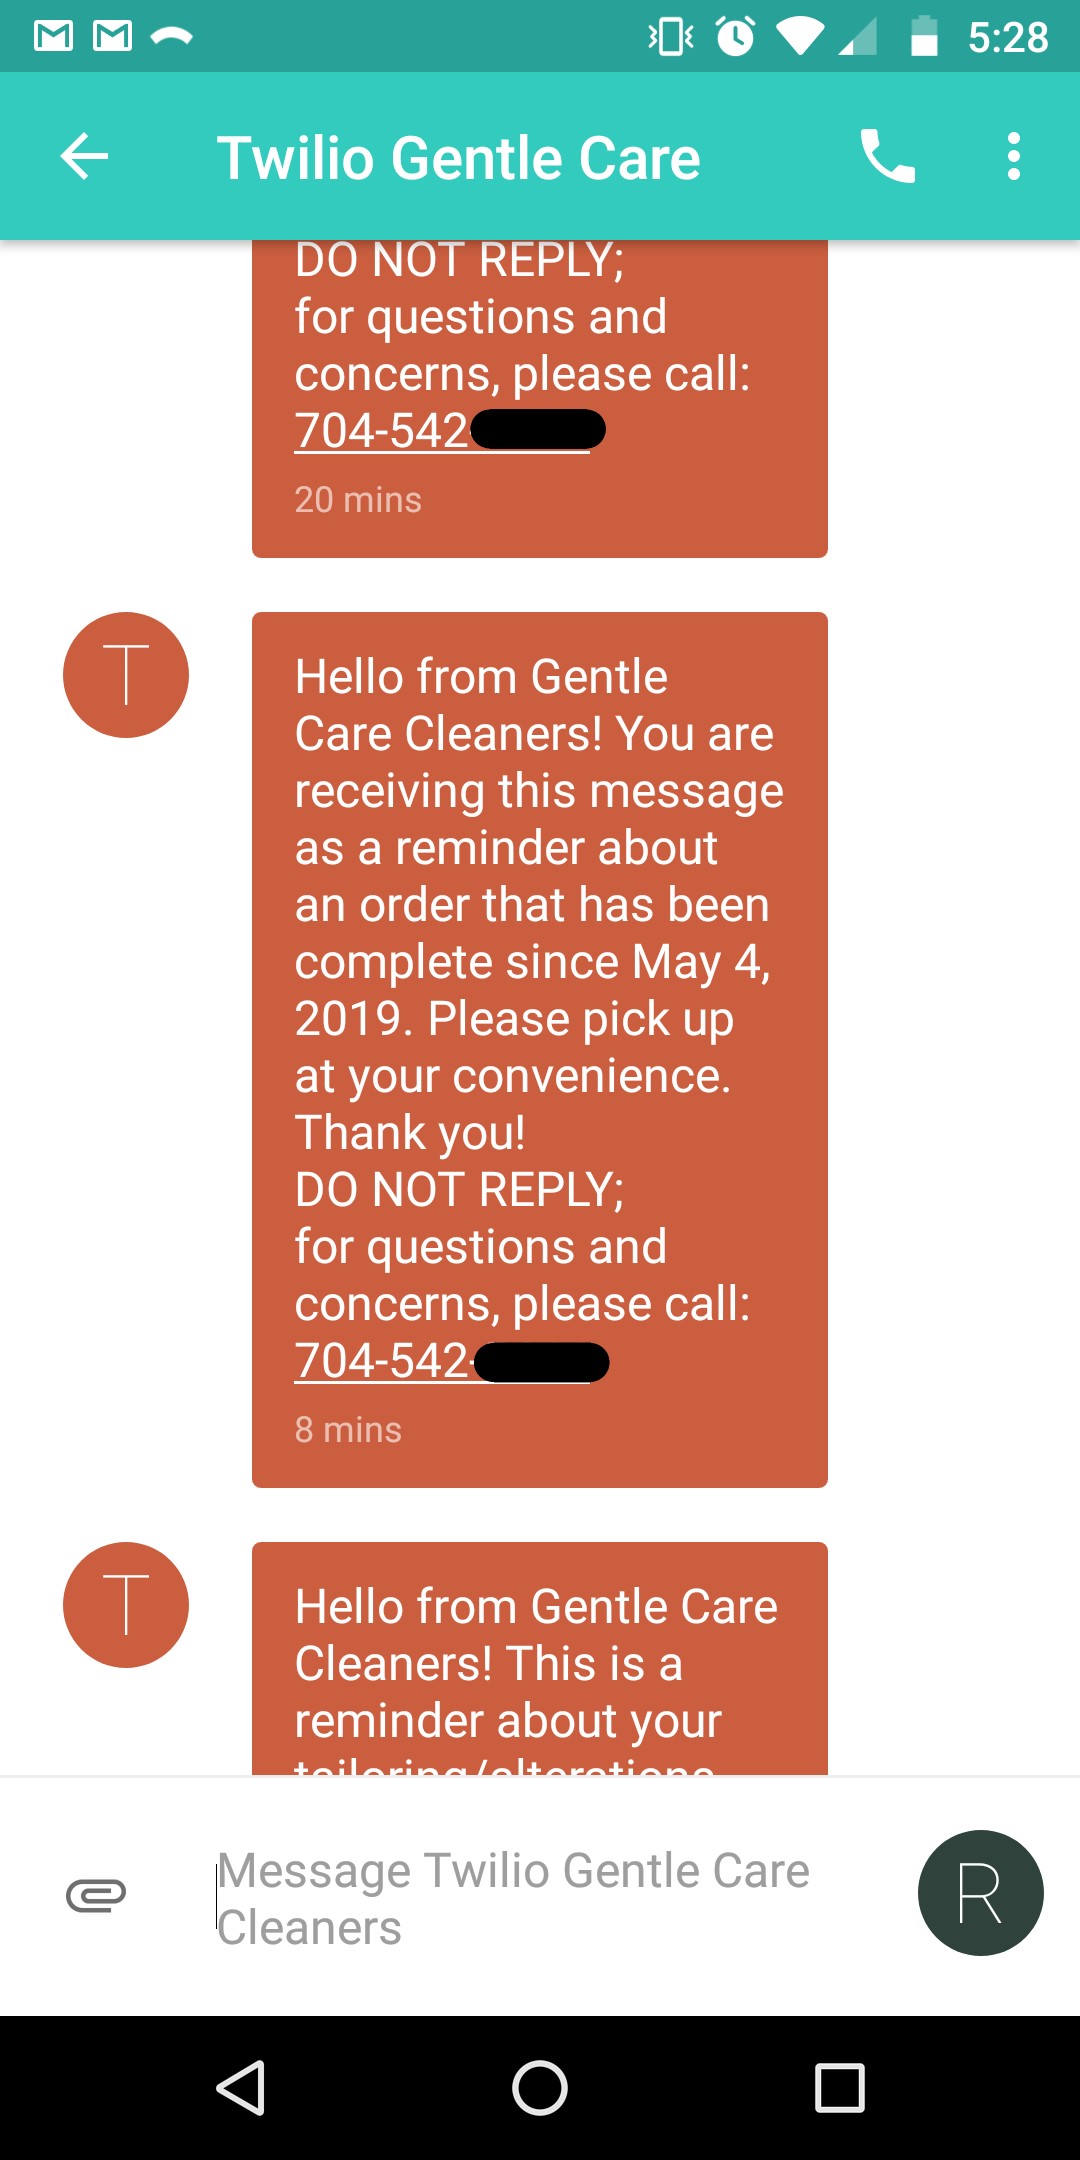 5:28
Twilio Gentle Care
DO NOT REPLY;
for questions and
concerns, please call:
704-542
20 mins
T
Hello from Gentle
Care Cleaners! You are
receiving this message
as a reminder about
an order that has been
complete since May 4,
2019. Please pick up
at your convenience.
Thank you!
DO NOT REPLY;
for questions and
concerns, please call:
704-542-
8 mins
T
Hello from Gentle Care
Cleaners! This is a
reminder about your
tailoring/alterations
Message Twilio Gentle Care
Cleaners
R